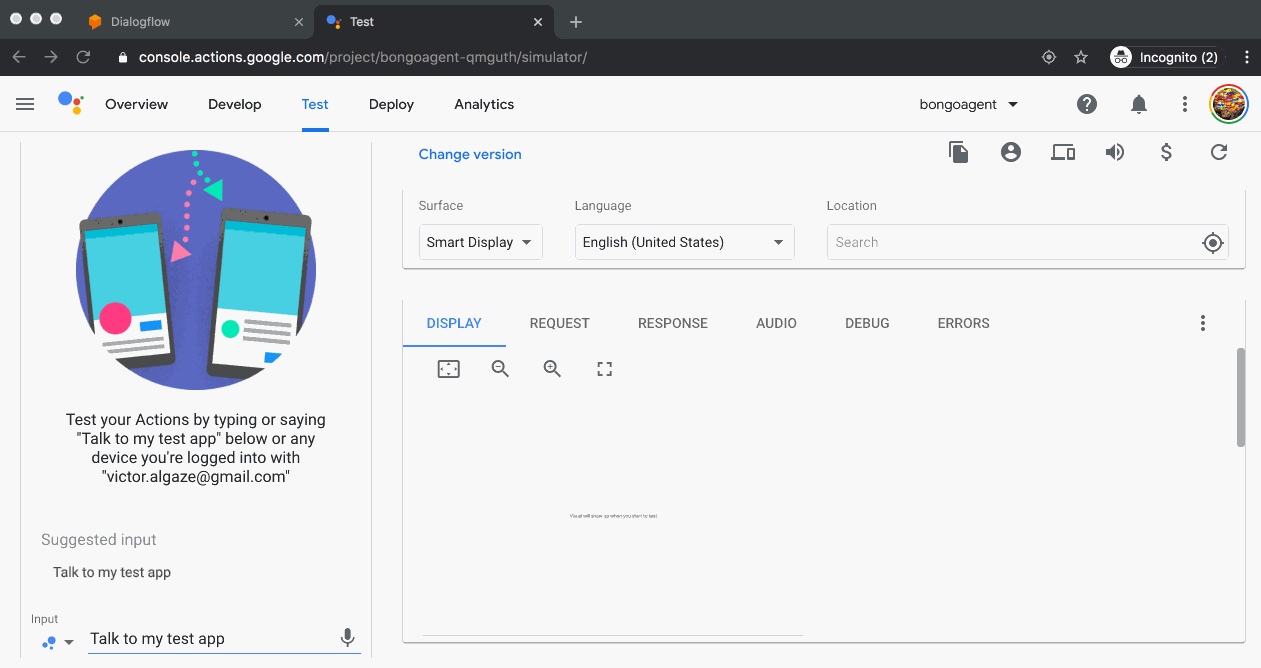 Dialogflow
Test
console.actions.google.com/project/bongoagent-qmguth/simulator/
Incognito (2)
Overview
Develop
Test
Deploy
Analytics
bongoagent
Change version
Surface
Language
Location
Smart Display
English (United States)
Search
DISPLAY
REQUEST
RESPONSE
AUDIO
DEBUG
ERRORS
Visual will show up when you start to test
Test your Actions by typing or saying
"Talk to my test app" below or any
device you're logged into with
"victor.algaze@gmail.com"
Suggested input
Talk to my test app
Input
Talk to my test app